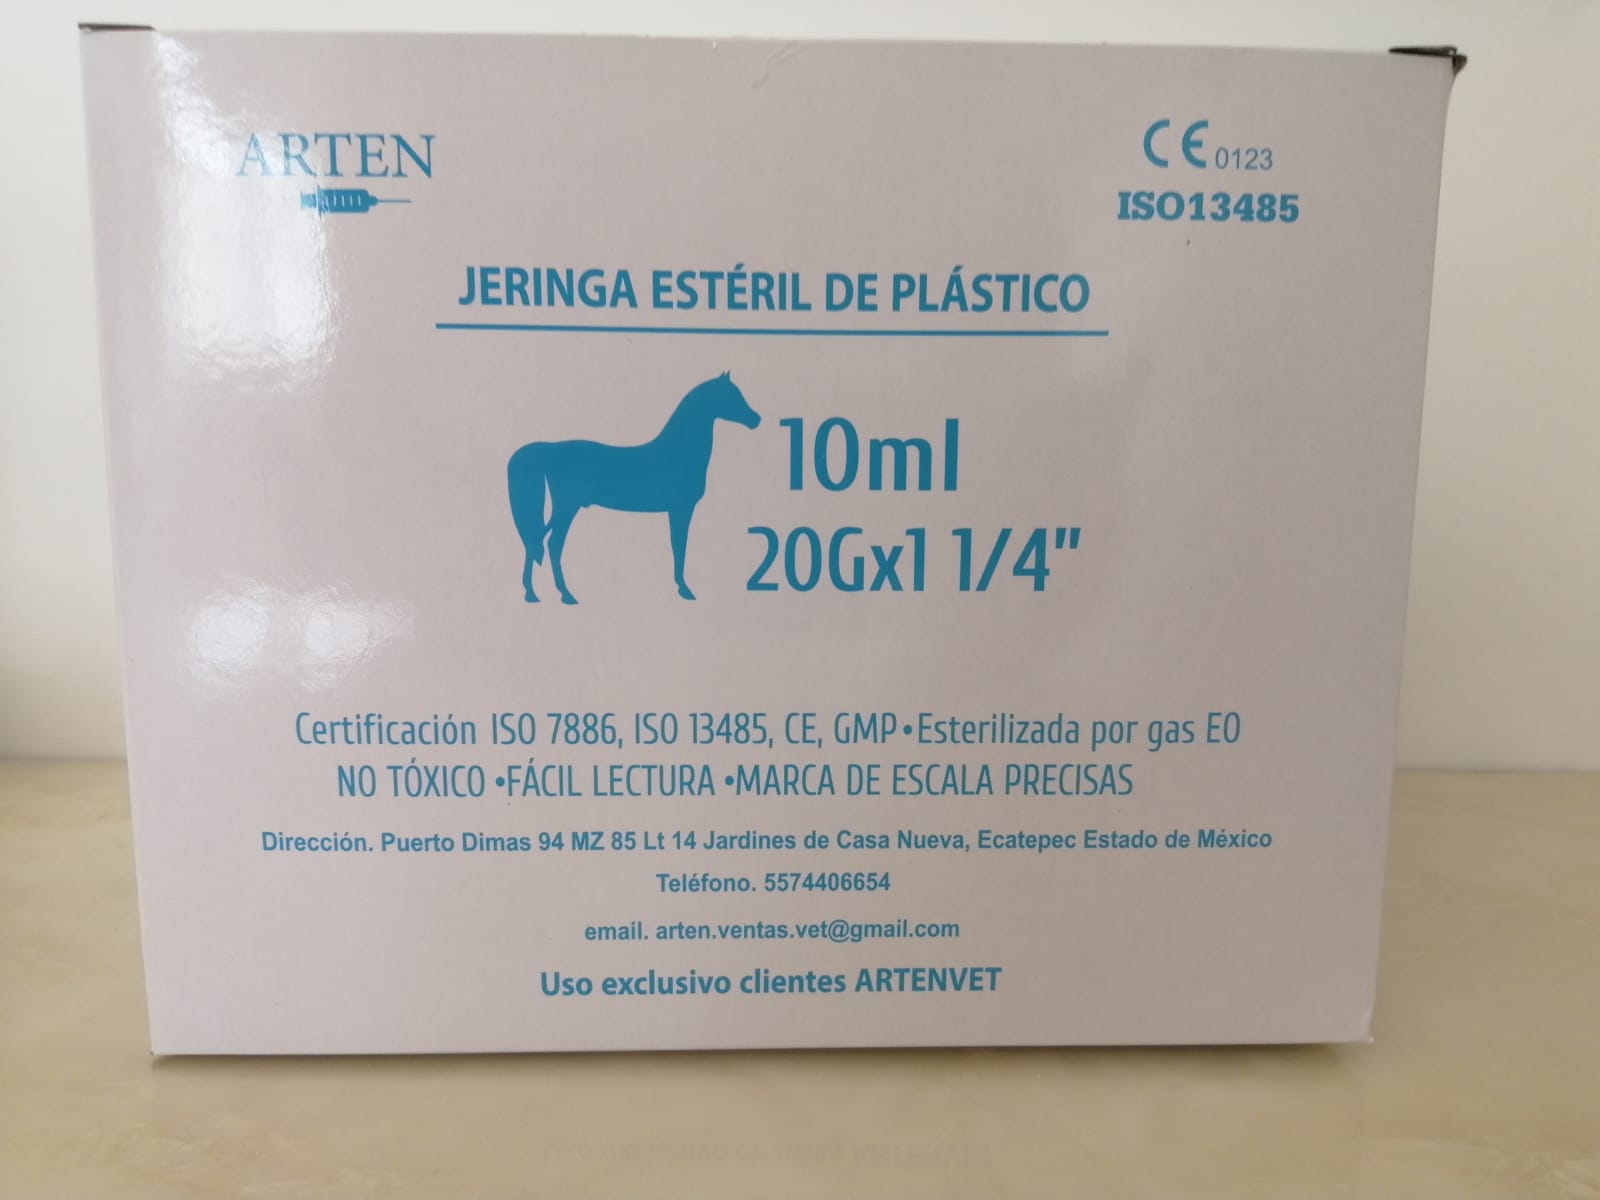 ARTEN
CE 0123
ISO13485
JERINGA ESTÉRIL DE PLÁSTICO
10ml
20Gx1 1/4"
Certificación ISO 7886, ISO 13485, CE, GMP•Esterilizada por gas EO
NO TÓXICO •FÁCIL LECTURA •MARCA DE ESCALA PRECISAS
Dirección. Puerto Dimas 94 MZ 85 Lt 14 Jardines de Casa Nueva, Ecatepec Estado de México
Teléfono. 5574406654
email. arten.ventas.vet@gmail.com
Uso exclusivo clientes ARTENVET